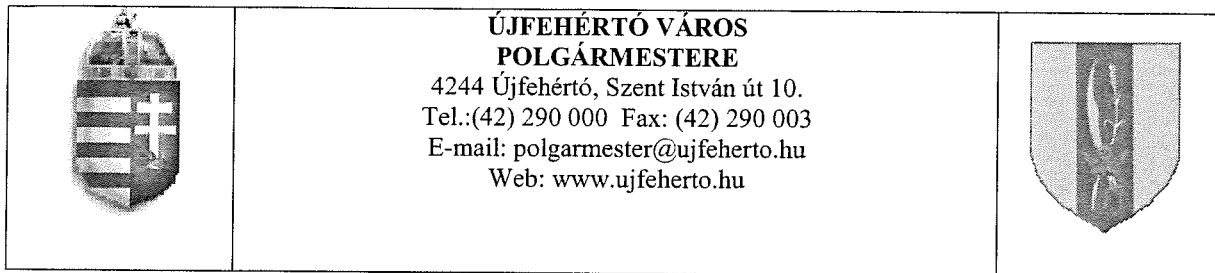 ÚJFEHÉRTÓ VÁROS
POLGÁRMESTERE
4244 Újfehértó, Szent István út 10.
Tel.:(42) 290 000 Fax: (42) 290 003
E-mail: polgarmester@ujfeherto.hu
Web: www.ujfeherto.hu